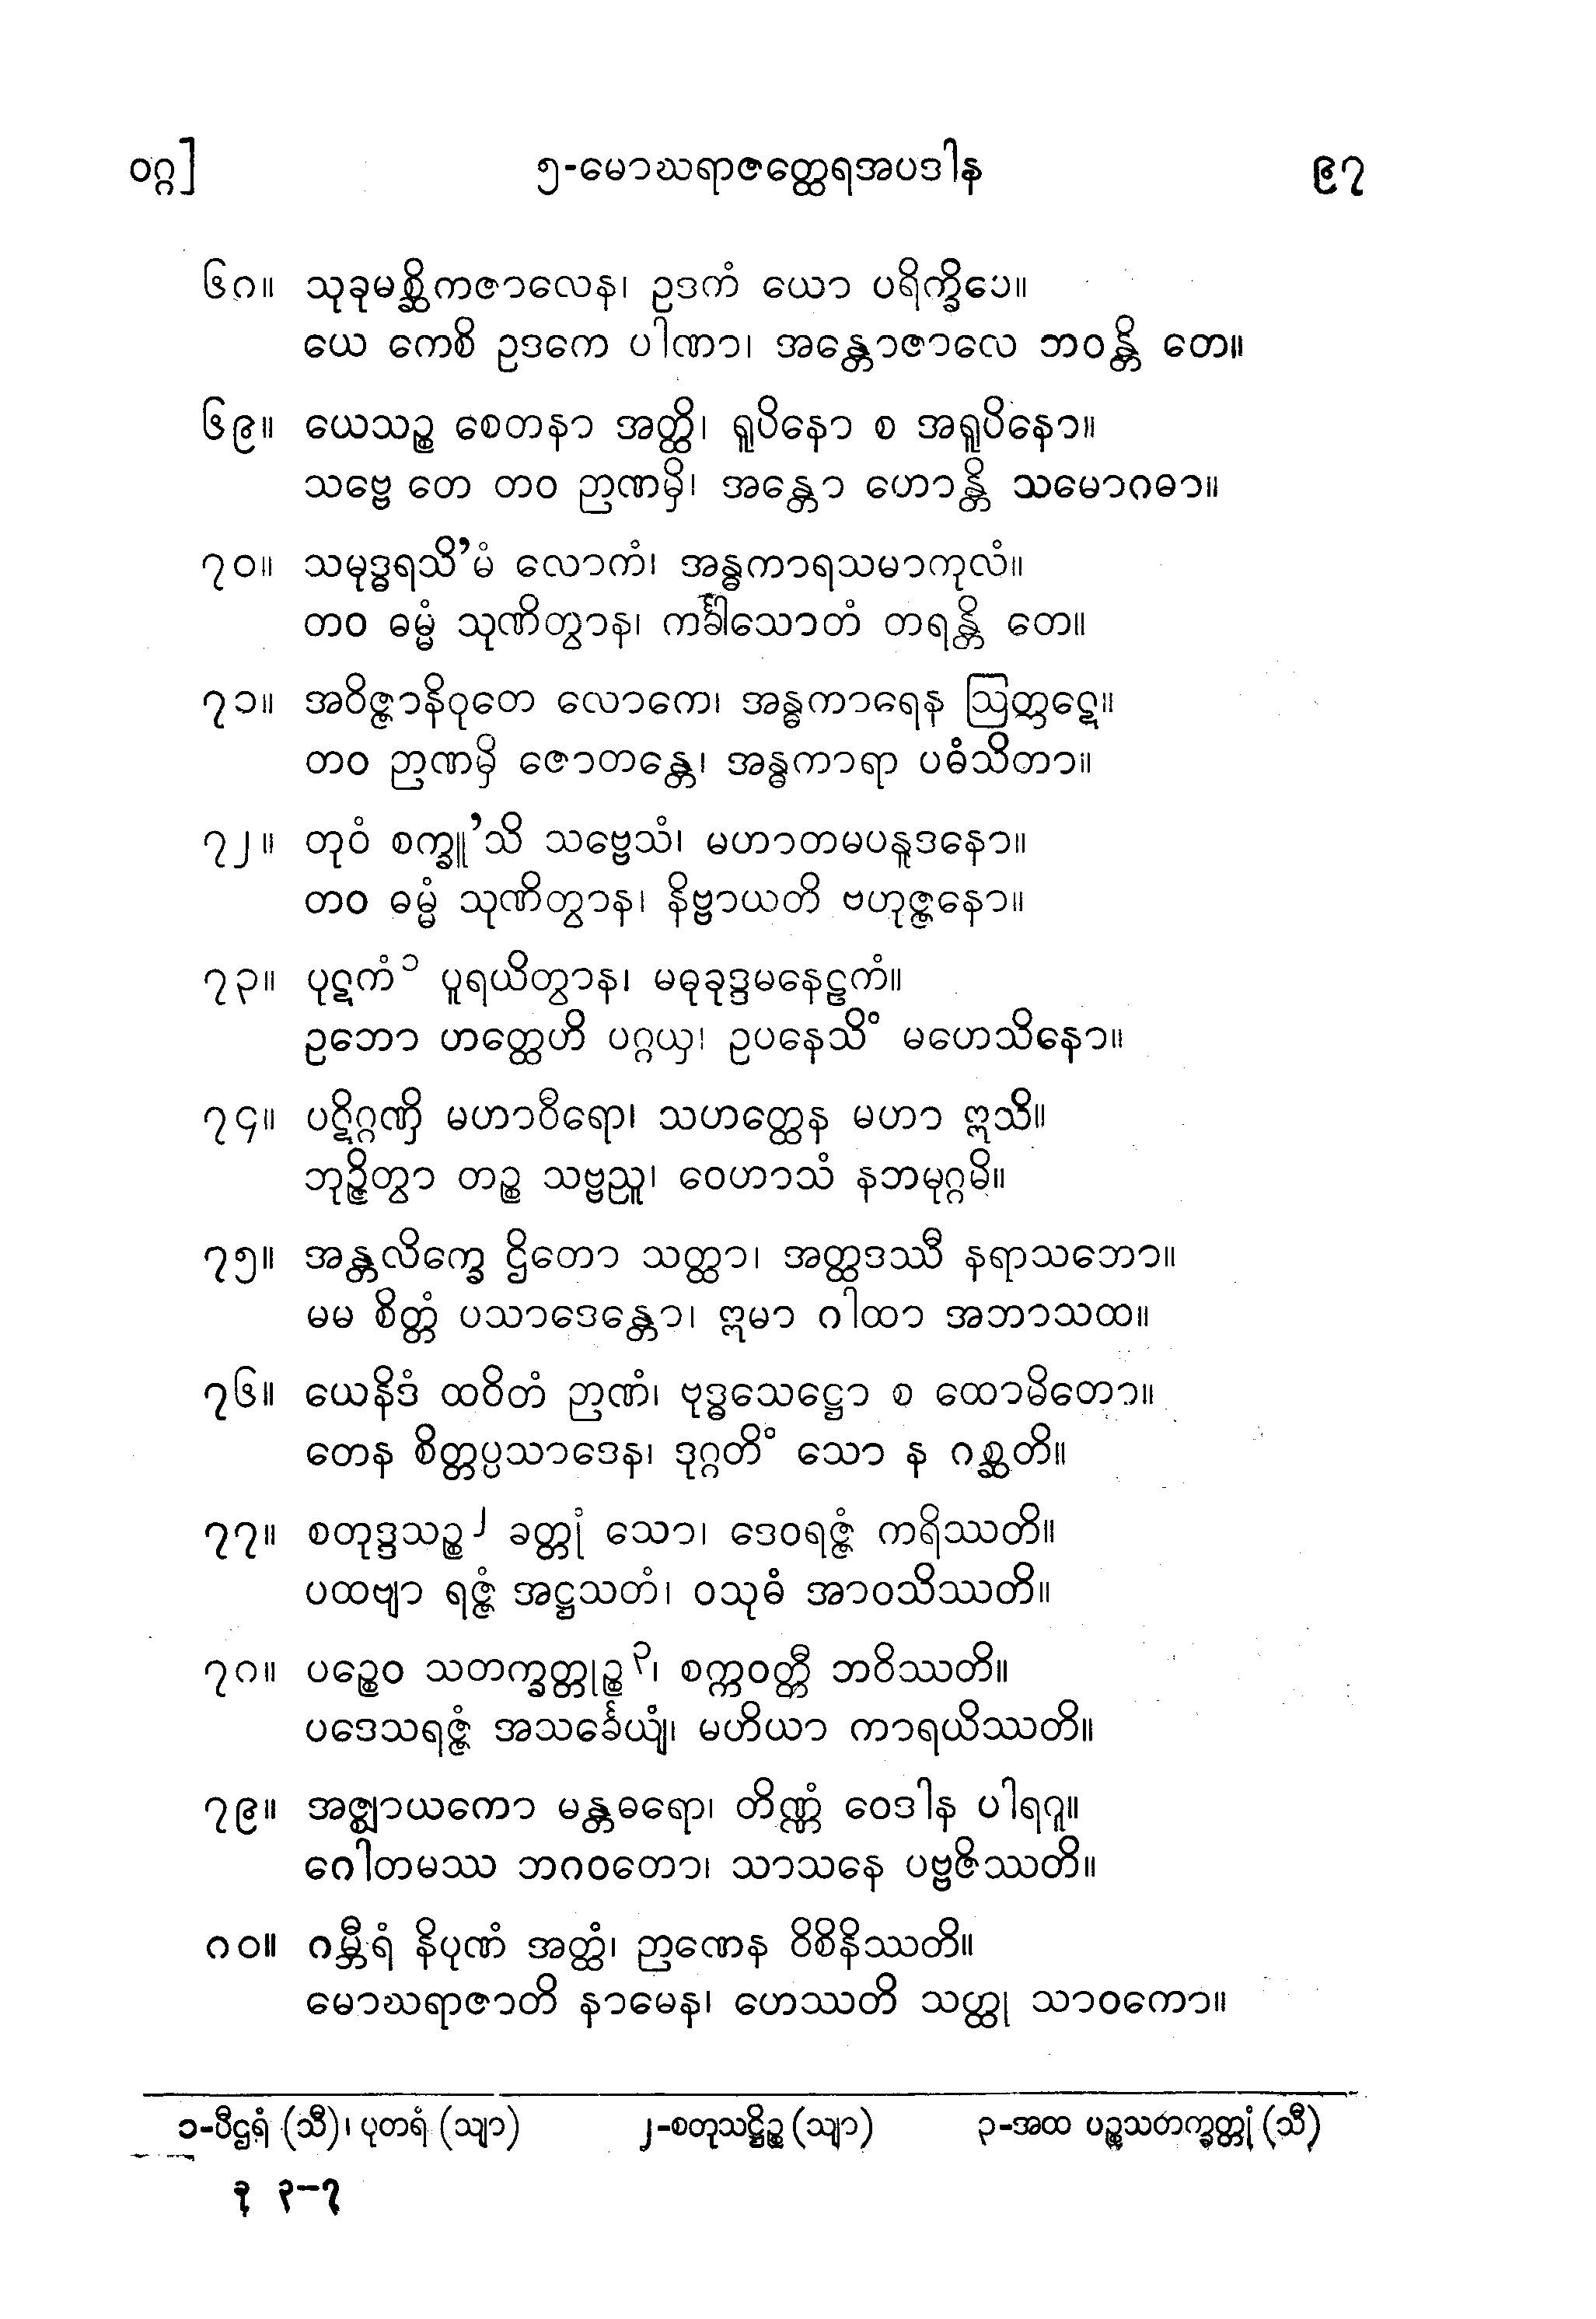 ဝဂ္ဂ] ၅-မောဃရာဇတ္ထေရအပဒါန ၉၇
၆၈။ သုခုမစ္ဆိကဇာလေန၊ ဥဒကံ ယော ပရိက္ခိပေ။
ယေ ကေစိ ဥဒကေ ပါဏာ၊ အန္တောဇာလေ ဘဝန္တိ တေ။
၆၉။ ယေသဉ္စ စေတနာ အတ္ထိ၊ ရူပိနော စ အရူပိနော။
သဗ္ဗေ တေ တဝ ဉာဏမှိ၊ အန္တော ဟောန္တိ သမောဂဓာ။
၇၀။ သမုဒ္ဓရသိ’မံ လောကံ၊ အန္ဓကာရသမာကုလံ။
တဝ ဓမ္မံ သုဏိတွာန၊ ကင်္ခါသောတံ တရန္တိ တေ။
၇၁။ အဝိဇ္ဇာနိဝုတေ လောကေ၊ အန္ဓကာရေန ဩတ္ထဋေ။
တဝ ဉာဏမှိ ဇောတန္တေ၊ အန္ဓကာရာ ပဓံသိတာ။
၇၂။ တုဝံ စက္ခူ’သိ သဗ္ဗေသံ၊ မဟာတမပနူဒနော။
တဝ ဓမ္မံ သုဏိတွာန၊ နိဗ္ဗာယတိ ဗဟုဇ္ဇနော။
၇၃။ ပုဋကံ ၁ ပူရယိတွာန၊ မဓုခုဒ္ဒမနေဠကံ။
ဥဘော ဟတ္ထေဟိ ပဂ္ဂယှ၊ ဥပနေသိံ မဟေသိနော။
၇၄။ ပဋိဂ္ဂဏှိ မဟာဝီရော၊ သဟတ္ထေန မဟာ ဣသိ။
ဘုဉ္ဇိတွာ တဉ္စ သဗ္ဗညူ၊ ဝေဟာသံ နဘမုဂ္ဂမိ။
၇၅။ အန္တလိက္ခေ ဌိတော သတ္ထာ၊ အတ္ထဒဿီ နရာသဘော။
မမ စိတ္တံ ပသာဒေန္တော၊ ဣမာ ဂါထာ အဘာသထ။
၇၆။ ယေနိဒံ ထဝိတံ ဉာဏံ၊ ဗုဒ္ဓသေဋ္ဌော စ ထောမိတော။
တေန စိတ္တပ္ပသာဒေန၊ ဒုဂ္ဂတိံ သော န ဂစ္ဆတိ။
၇၇။ စတုဒ္ဒသဉ္စ ၂ ခတ္တုံ သော၊ ဒေဝရဇ္ဇံ ကရိဿတိ။
ပထဗျာ ရဇ္ဇံ အဋ္ဌသတံ၊ ဝသုဓံ အာဝသိဿတိ။
၇၈။ ပဉ္စေဝ သတက္ခတ္တုဉ္စ ၃၊ စက္ကဝတ္တီ ဘဝိဿတိ။
ပဒေသရဇ္ဇံ အသင်္ခေယျံ၊ မဟိယာ ကာရယိဿတိ။
၇၉။ အဇ္ဈာယကော မန္တဓရော၊ တိဏ္ဏံ ဝေဒါန ပါရဂူ။
ဂေါတမဿ ဘဂဝတော၊ သာသနေ ပဗ္ဗဇိဿတိ။
၈၀။ ဂမ္ဘီရံ နိပုဏံ အတ္ထံ၊ ဉာဏေန ဝိစိနိဿတိ။
မောဃရာဇာတိ နာမေန၊ ဟေဿတိ သတ္ထု သာဝကော။
၁-ပီဌရံ (သီ)၊ ပုတရံ (သျာ) ၂-စတုသဋ္ဌိဉ္စ (သျာ) ၃-အထ ပဉ္စသတက္ခတ္တုံ (သီ)
ခု ၃-၇